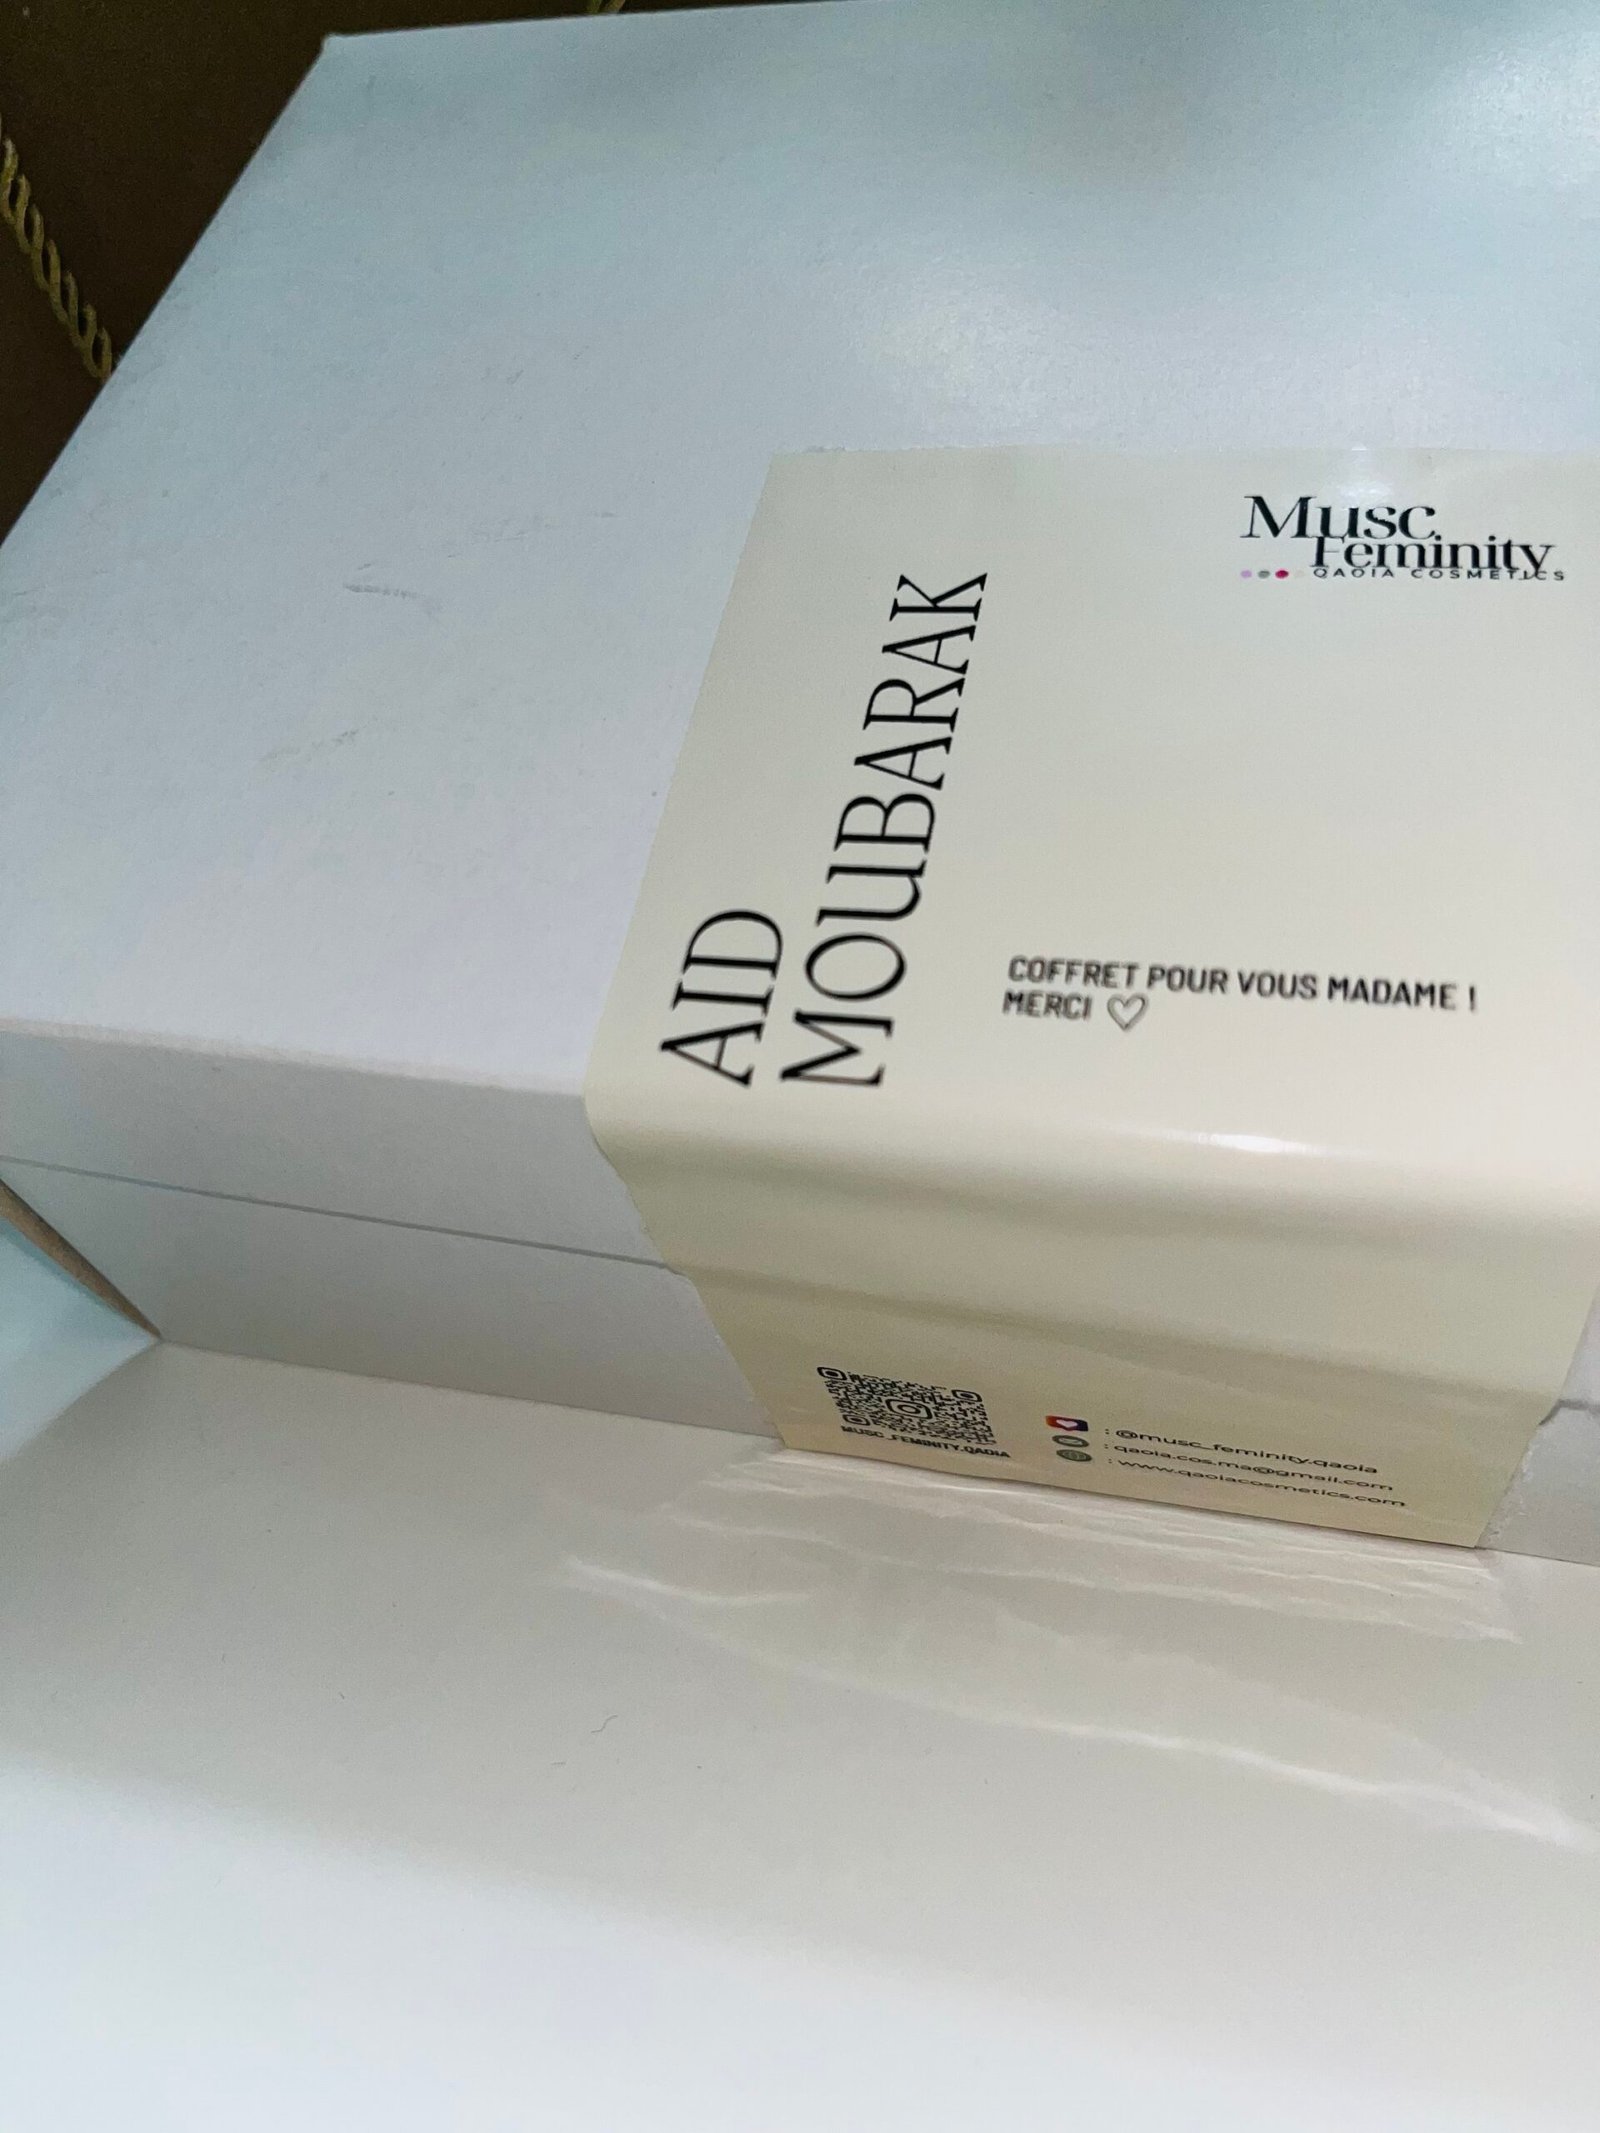 Musc
Feminity
QAOIA COSMETICS
AID
MOUBARAK
COFFRET POUR VOUS MADAME !
MERCI ♡
MUSC_FEMINITY.QAOIA
: @musc_feminity.qaoia
: qaoia.cos.ma@gmail.com
: www.qaoiacosmetics.com